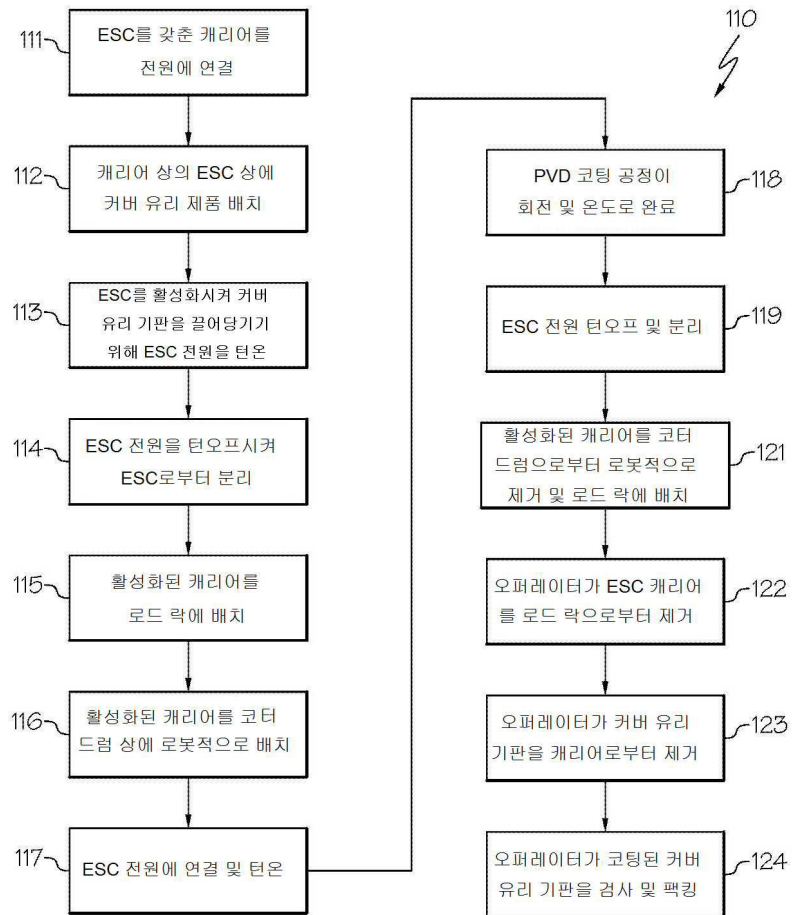 111
ESC를 갖춘 캐리어를
전원에 연결
112
캐리어 상의 ESC 상에
커버 유리 제품 배치
113
ESC를 활성화시켜 커버
유리 기판을 끌어당기기
위해 ESC 전원을 턴온
114
ESC 전원을 턴오프시켜
ESC로부터 분리
115
활성화된 캐리어를
로드 락에 배치
116
활성화된 캐리어를 코터
드럼 상에 로봇적으로 배치
117
ESC 전원에 연결 및 턴온
110
PVD 코팅 공정이
회전 및 온도로 완료
118
ESC 전원 턴오프 및 분리
119
활성화된 캐리어를 코터
드럼으로부터 로봇적으로
제거 및 로드 락에 배치
121
오퍼레이터가 ESC 캐리어
를 로드 락으로부터 제거
122
오퍼레이터가 커버 유리
기판을 캐리어로부터 제거
123
오퍼레이터가 코팅된 커버
유리 기판을 검사 및 팩킹
124